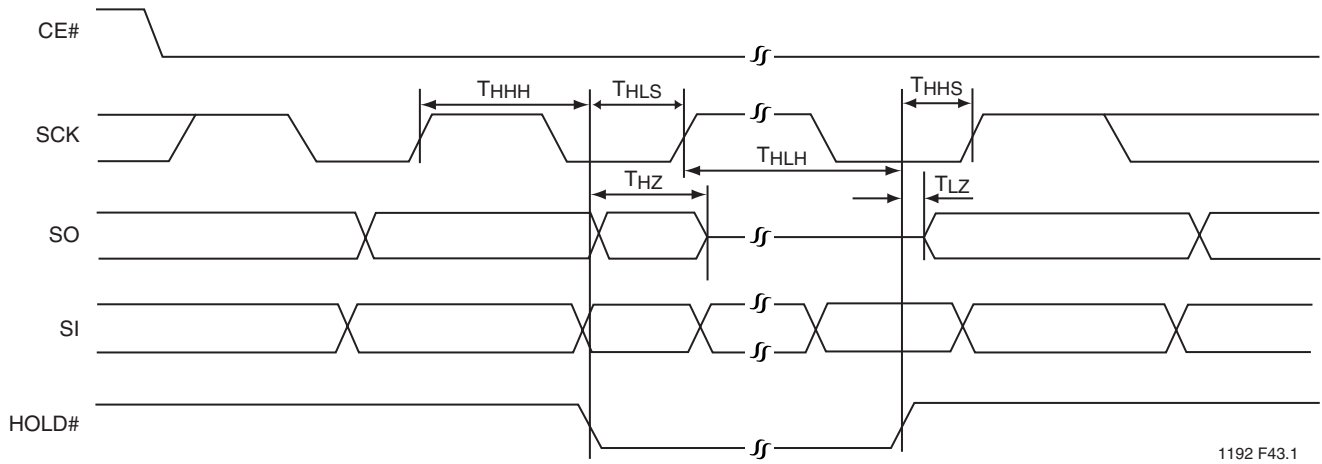 CE#
THHH
THLS
THHS
SCK
THLH
THZ
TLZ
SO
SI
HOLD#
1192 F43.1